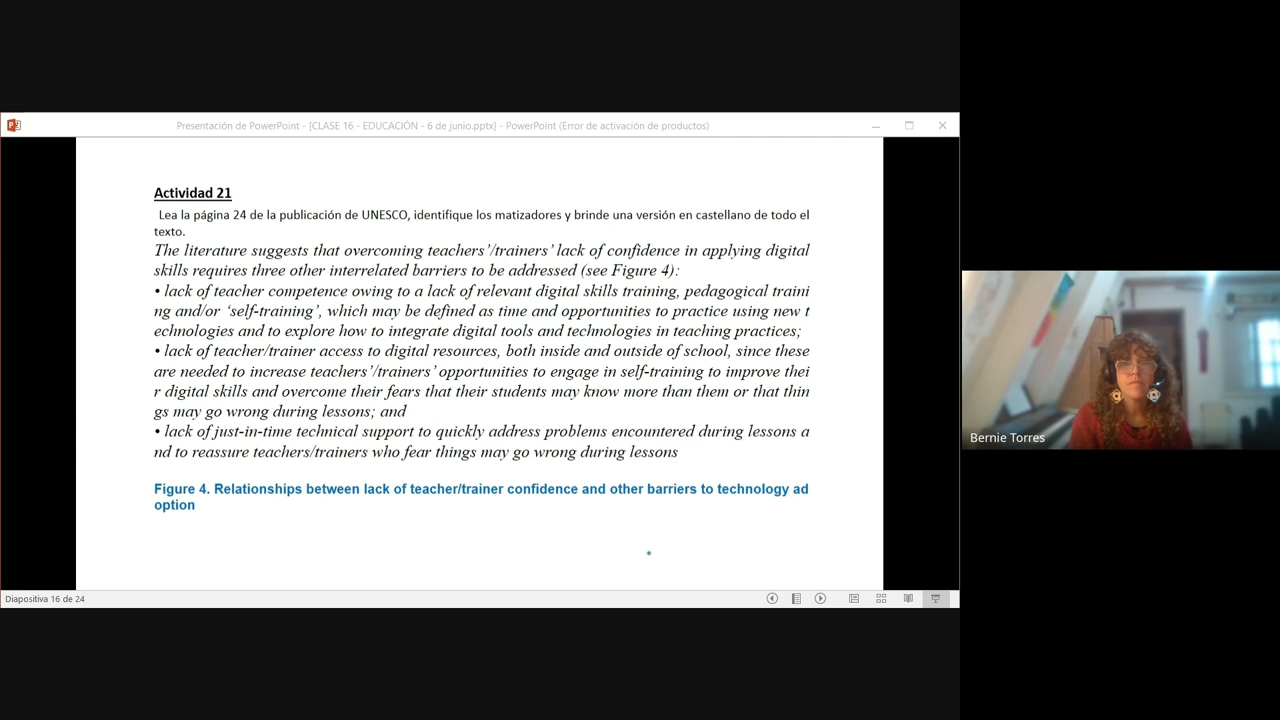 Presentación de PowerPoint - [CLASE 16 - EDUCACIÓN - 6 de junio.pptx] - PowerPoint (Error de activación de productos)
Actividad 21
Lea la página 24 de la publicación de UNESCO, identifique los matizadores y brinde una versión en castellano de todo el
texto.
The literature suggests that overcoming teachers’/trainers’ lack of confidence in applying digital
skills requires three other interrelated barriers to be addressed (see Figure 4):
• lack of teacher competence owing to a lack of relevant digital skills training, pedagogical traini
ng and/or ‘self-training’, which may be defined as time and opportunities to practice using new t
echnologies and to explore how to integrate digital tools and technologies in teaching practices;
• lack of teacher/trainer access to digital resources, both inside and outside of school, since these
are needed to increase teachers’/trainers’ opportunities to engage in self-training to improve thei
r digital skills and overcome their fears that their students may know more than them or that thin
gs may go wrong during lessons; and
• lack of just-in-time technical support to quickly address problems encountered during lessons a
nd to reassure teachers/trainers who fear things may go wrong during lessons
Figure 4. Relationships between lack of teacher/trainer confidence and other barriers to technology ad
option
Diapositiva 16 de 24
Bernie Torres